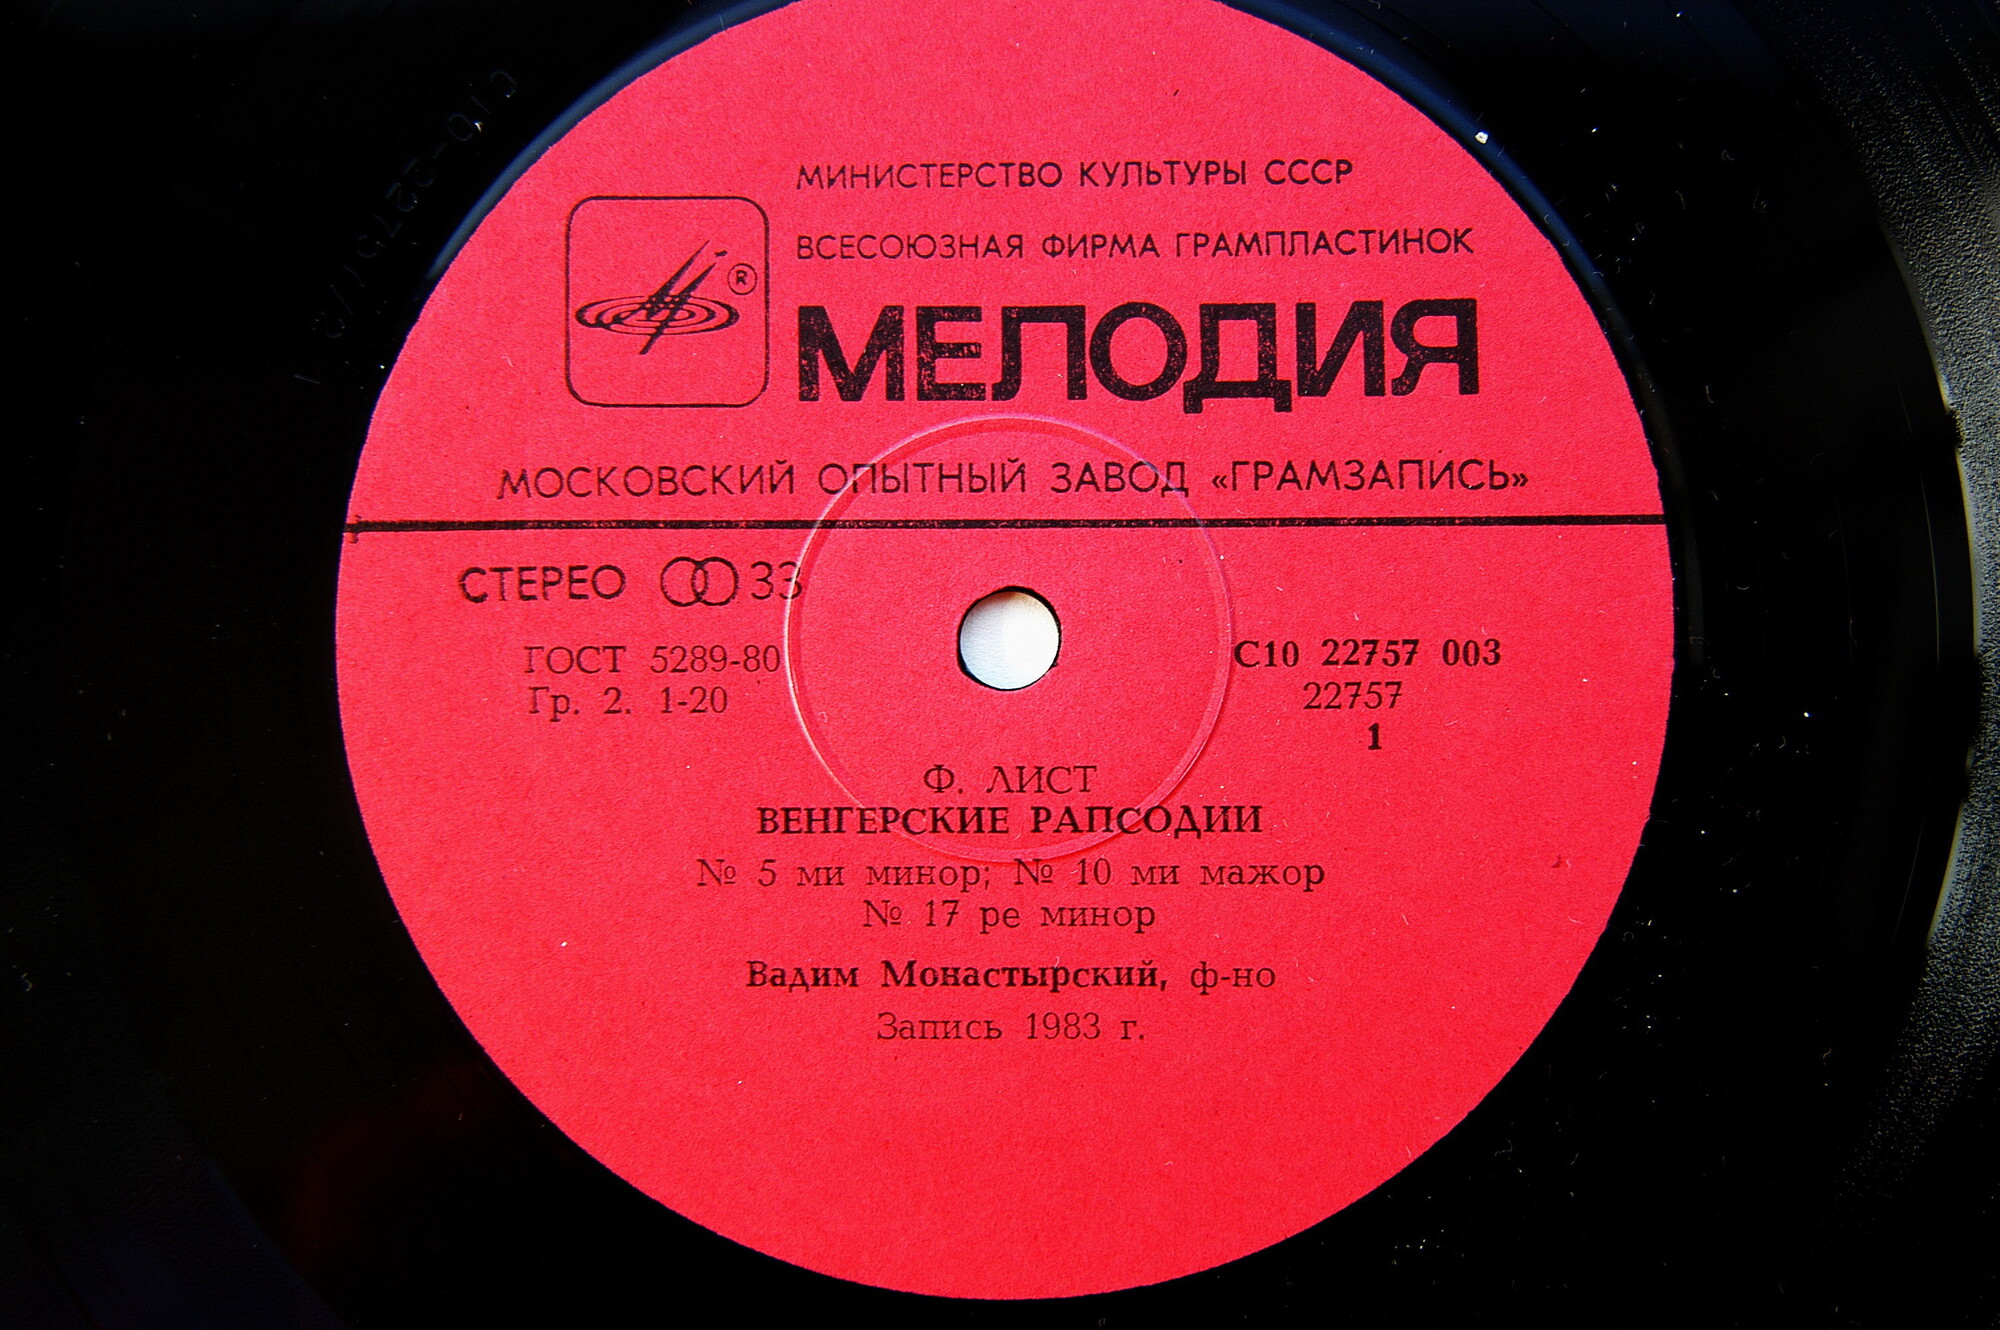 МИНИСТЕРСТВО КУЛЬТУРЫ СССР
ВСЕСОЮЗНАЯ ФИРМА ГРАМПЛАСТИНОК
®
МЕЛОДИЯ
МОСКОВСКИЙ ОПЫТНЫЙ ЗАВОД «ГРАМЗАПИСЬ»
СТЕРЕО 33
ГОСТ 5289-80
Гр. 2. 1-20
С10 22757 003
22757
1
Ф. ЛИСТ
ВЕНГЕРСКИЕ РАПСОДИИ
№ 5 ми минор; № 10 ми мажор
№ 17 ре минор
Вадим Монастырский, ф-но
Запись 1983 г.